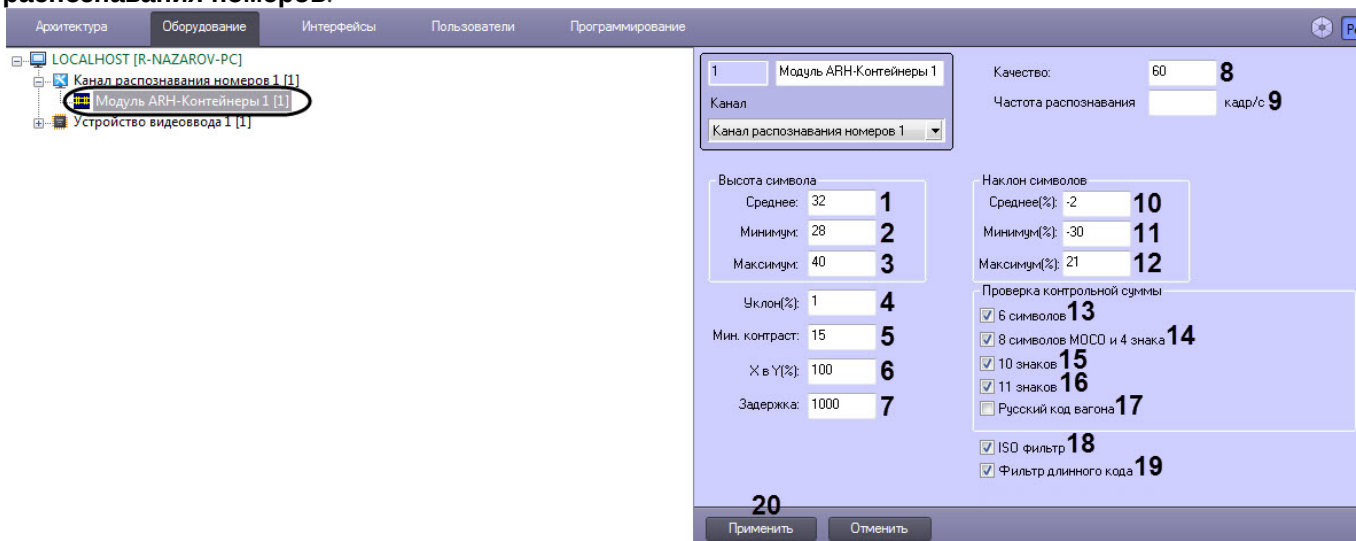 распознавания номеров.
Архитектура Оборудование Интерфейсы Пользователи Программирование
LOCALHOST [R-NAZAROV-PC]
Канал распознавания номеров 1 [1]
Модуль ARH-Контейнеры 1 [1]
Устройство видеоввода 1 [1]
1 Модуль ARH-Контейнеры 1
Канал
Канал распознавания номеров 1
Качество: 60 8
Частота распознавания кадр/с 9
Высота символа
Среднее: 32 1
Минимум: 28 2
Максимум: 40 3
Уклон(%): 1 4
Мин. контраст: 15 5
X в Y(%): 100 6
Задержка: 1000 7
Наклон символов
Среднее(%): -2 10
Минимум(%): -30 11
Максимум(%): 21 12
Проверка контрольной суммы
6 символов 13
8 символов МОСО и 4 знака 14
10 знаков 15
11 знаков 16
Русский код вагона 17
ISO фильтр 18
Фильтр длинного кода 19
20
Применить Отменить